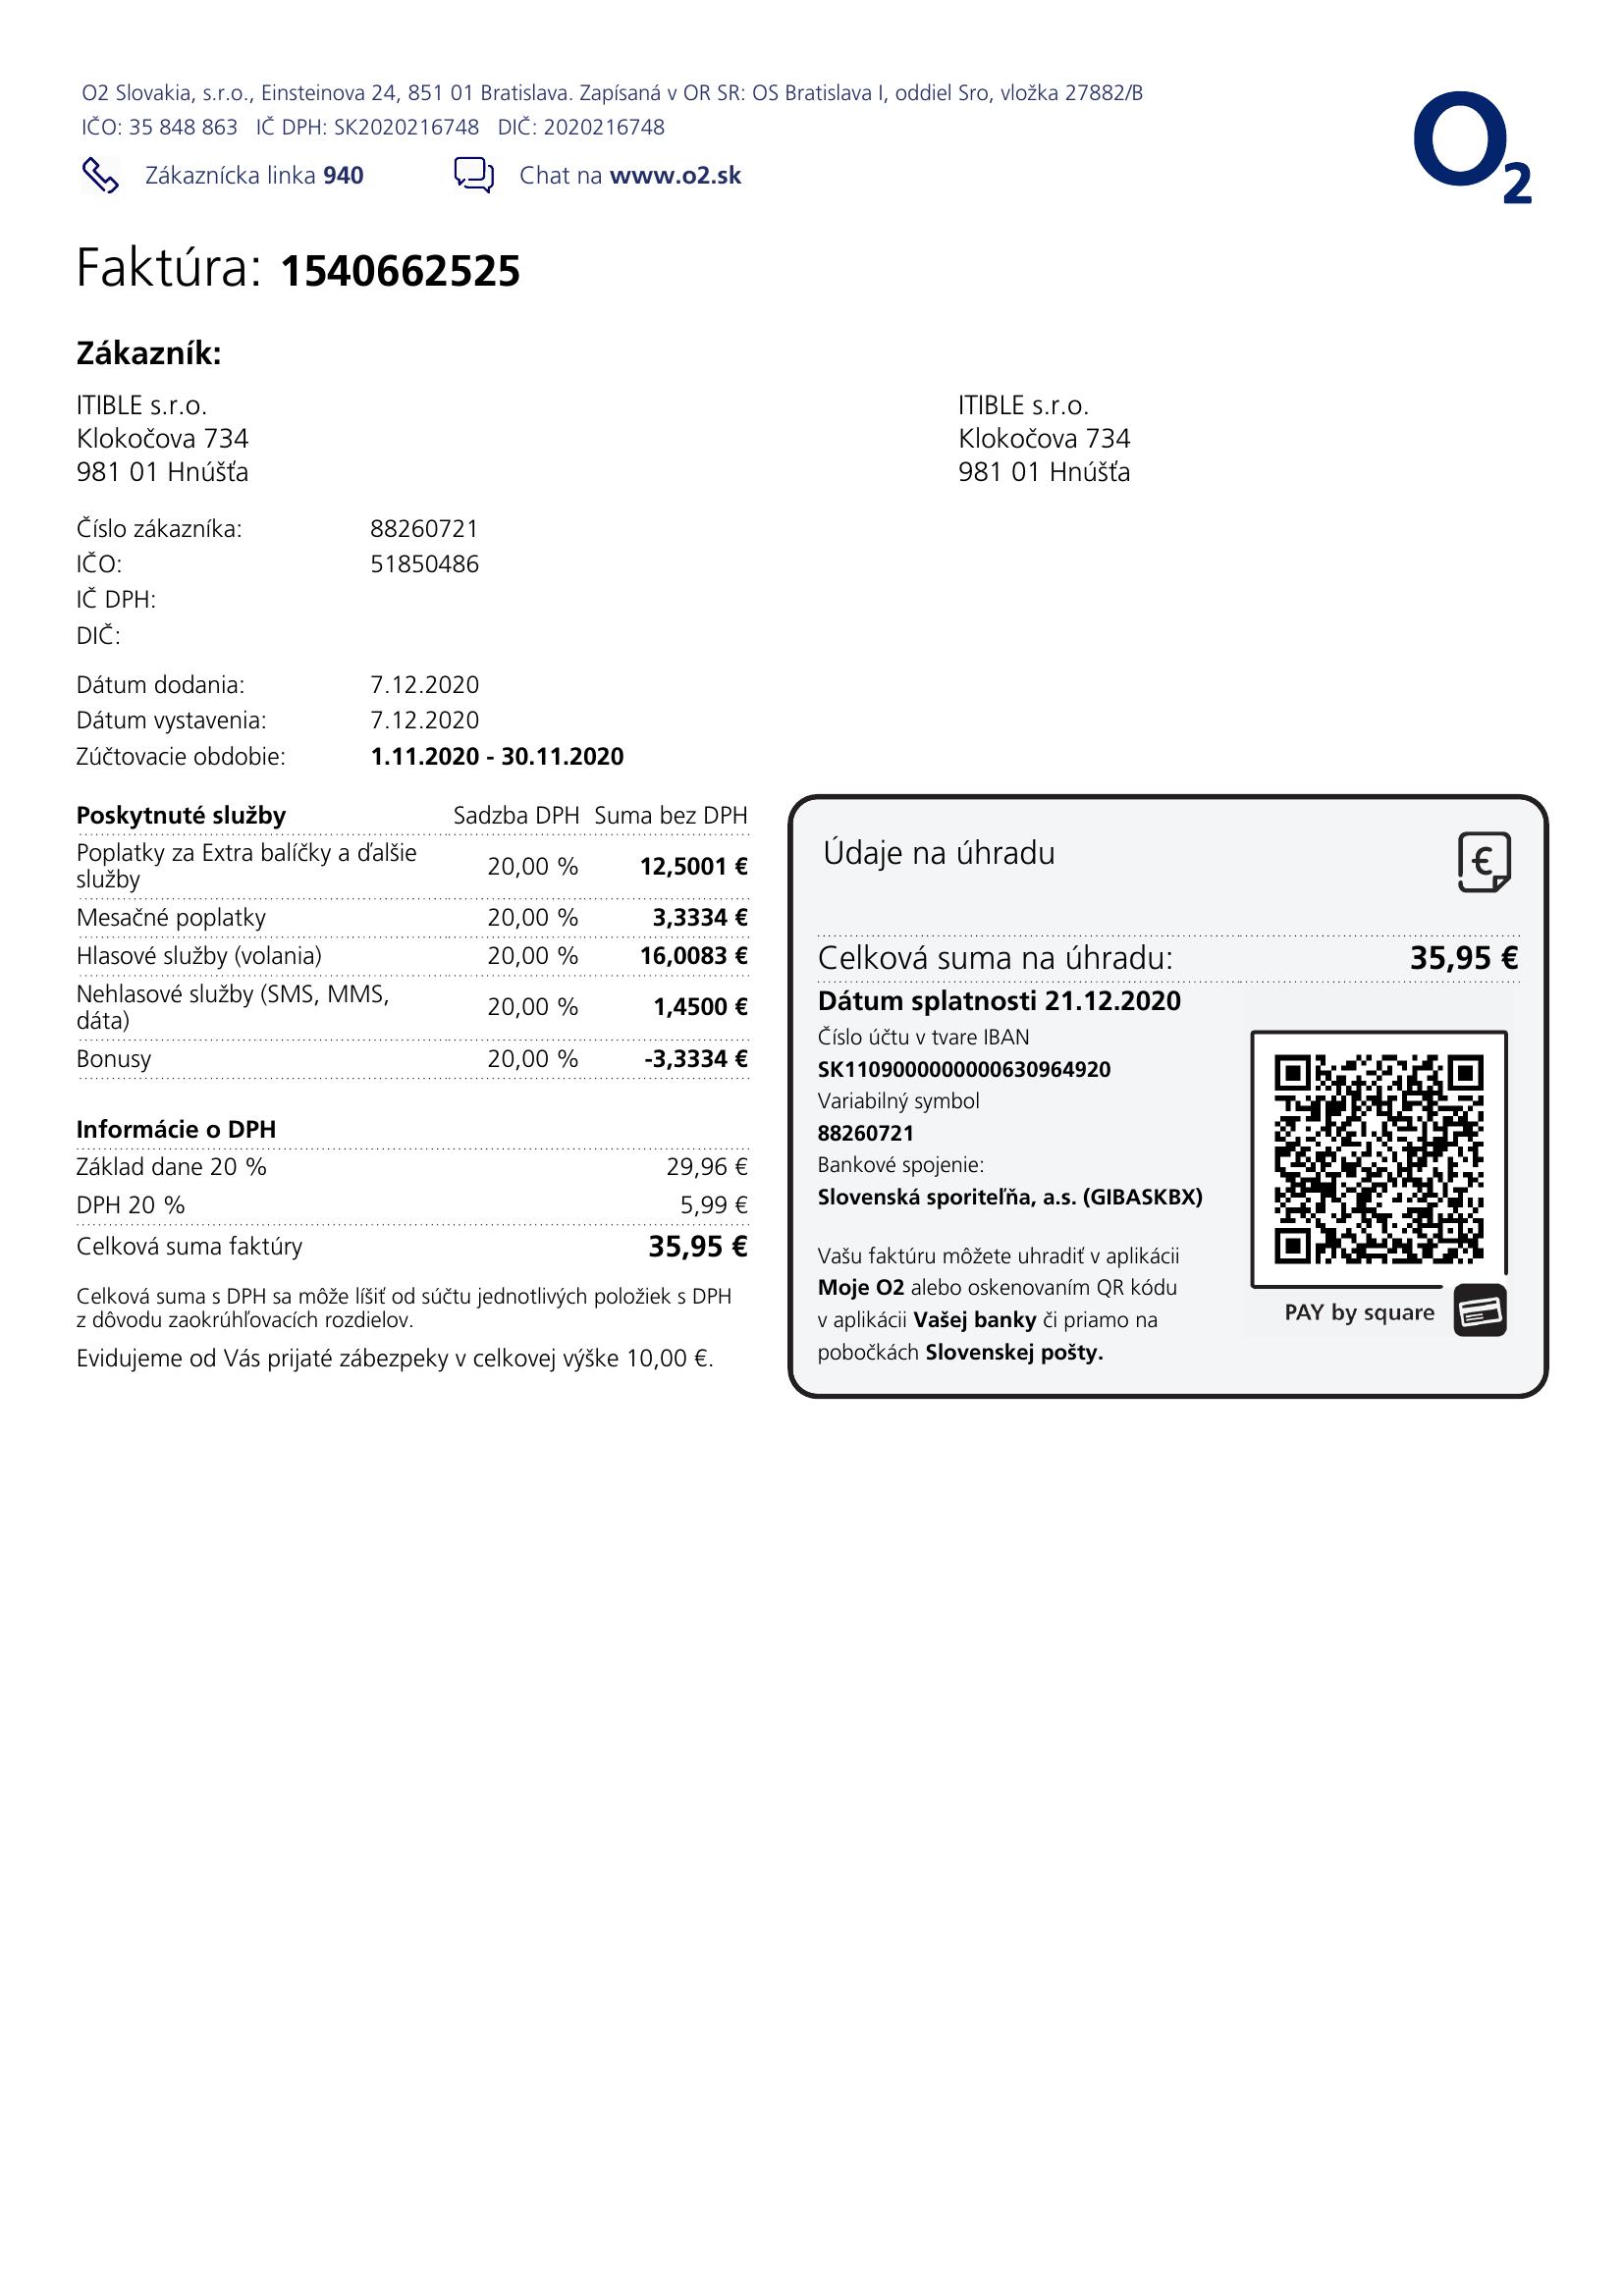 O2 Slovakia, s.r.o., Einsteinova 24, 851 01 Bratislava. Zapísaná v OR SR: OS Bratislava I, oddiel Sro, vložka 27882/B
IČO: 35 848 863 IČ DPH: SK2020216748 DIČ: 2020216748
Zákaznícka linka 940 Chat na www.o2.sk
O2
Faktúra: 1540662525
Zákazník:
ITIBLE s.r.o.
Klokočova 734
981 01 Hnúšťa
ITIBLE s.r.o.
Klokočova 734
981 01 Hnúšťa
Číslo zákazníka: 88260721
IČO: 51850486
IČ DPH:
DIČ:
Dátum dodania: 7.12.2020
Dátum vystavenia: 7.12.2020
Zúčtovacie obdobie: 1.11.2020 - 30.11.2020
Poskytnuté služby Sadzba DPH Suma bez DPH
Poplatky za Extra balíčky a ďalšie
služby 20,00 % 12,5001 €
Mesačné poplatky 20,00 % 3,3334 €
Hlasové služby (volania) 20,00 % 16,0083 €
Nehlasové služby (SMS, MMS,
dáta) 20,00 % 1,4500 €
Bonusy 20,00 % -3,3334 €
Informácie o DPH
Základ dane 20 % 29,96 €
DPH 20 % 5,99 €
Celková suma faktúry 35,95 €
Celková suma s DPH sa môže líšiť od súčtu jednotlivých položiek s DPH
z dôvodu zaokrúhľovacích rozdielov.
Evidujeme od Vás prijaté zábezpeky v celkovej výške 10,00 €.
Údaje na úhradu
€
Celková suma na úhradu: 35,95 €
Dátum splatnosti 21.12.2020
Číslo účtu v tvare IBAN
SK1109000000000630964920
Variabilný symbol
88260721
Bankové spojenie:
Slovenská sporiteľňa, a.s. (GIBASKBX)
Vašu faktúru môžete uhradiť v aplikácii
Moje O2 alebo oskenovaním QR kódu
v aplikácii Vašej banky či priamo na
pobočkách Slovenskej pošty.
PAY by square